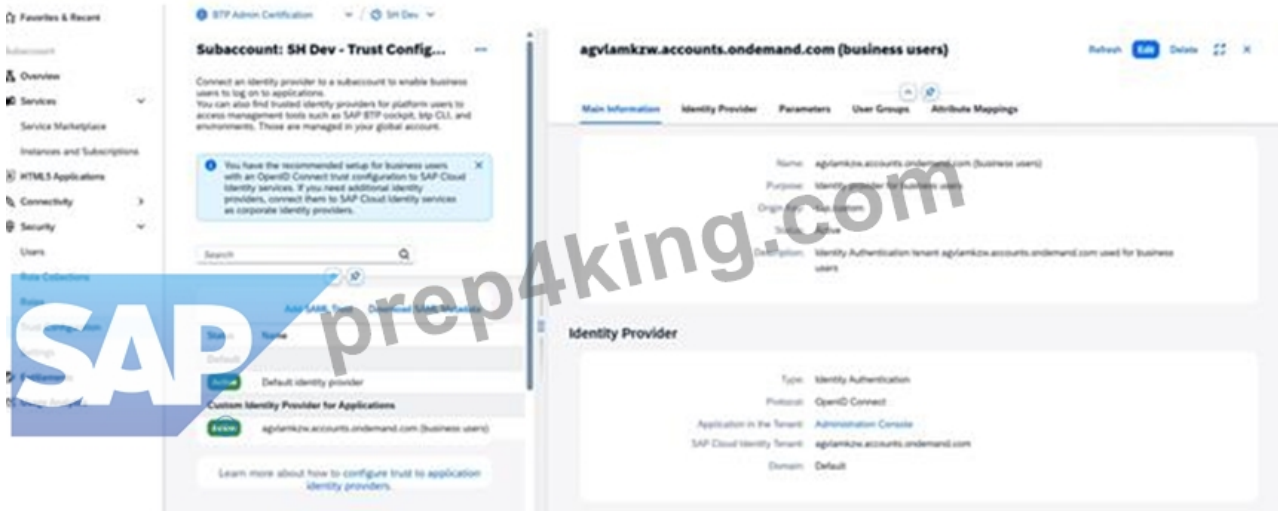 Favorites & Recent
Subaccount
Overview
Services
Service Marketplace
Instances and Subscriptions
HTML5 Applications
Connectivity
Security
Users
Role Collections
Roles
Trust Configuration
Settings
Entitlements
Usage Analytics
SAP
BTP Admin Certification / SH Dev
Subaccount: SH Dev - Trust Config...
Connect an identity provider to a subaccount to enable business
users to log on to applications.
You can also find trusted identity providers for platform users to
access management tools such as SAP BTP cockpit, btp CLI, and
environments. Those are managed in your global account.
You have the recommended setup for business users
with an OpenID Connect trust configuration to SAP Cloud
Identity services. If you need additional identity
providers, connect them to SAP Cloud Identity services
as corporate identity providers.
Search
Add SAML Trust Download SAML Metadata
Status Name
Default
Active Default identity provider
Custom Identity Provider for Applications
Active agvlamkzw.accounts.ondemand.com (business users)
Learn more about how to configure trust to application
identity providers.
agvlamkzw.accounts.ondemand.com (business users)
Refresh Edit Delete
Main Information Identity Provider Parameters User Groups Attribute Mappings
Name: agvlamkzw.accounts.ondemand.com (business users)
Purpose: Identity provider for business users
Origin Key: sap.custom
Status: Active
Description: Identity Authentication tenant agvlamkzw.accounts.ondemand.com used for business
users
Identity Provider
Type: Identity Authentication
Protocol: OpenID Connect
Application in the Tenant: Administration Console
SAP Cloud Identity Tenant: agvlamkzw.accounts.ondemand.com
Domain: Default
prep4king.com